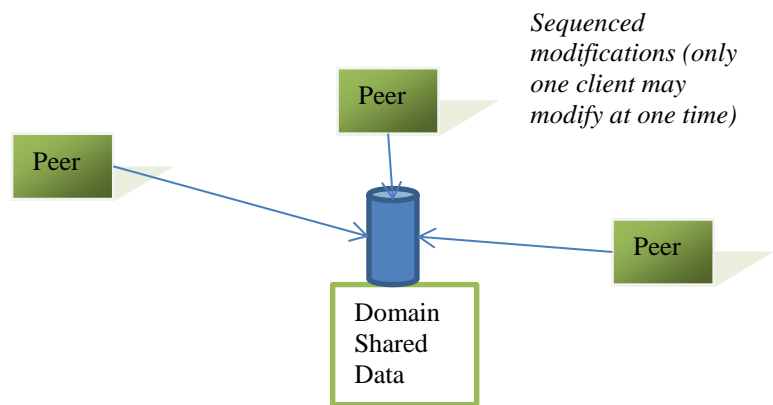 Sequenced
modifications (only
one client may
modify at one time)
Peer
Peer
Peer
Domain
Shared
Data